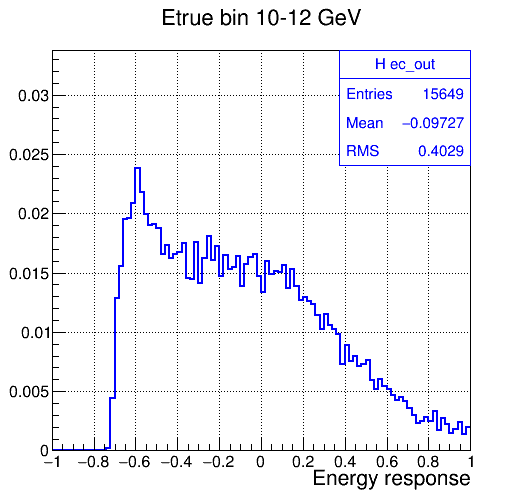 Etrue bin 10-12 GeV
H ec_out
Entries 15649
Mean −0.09727
RMS 0.4029
0.03
0.025
0.02
0.015
0.01
0.005
0
−1 −0.8 −0.6 −0.4 −0.2 0 0.2 0.4 0.6 0.8 1
Energy response